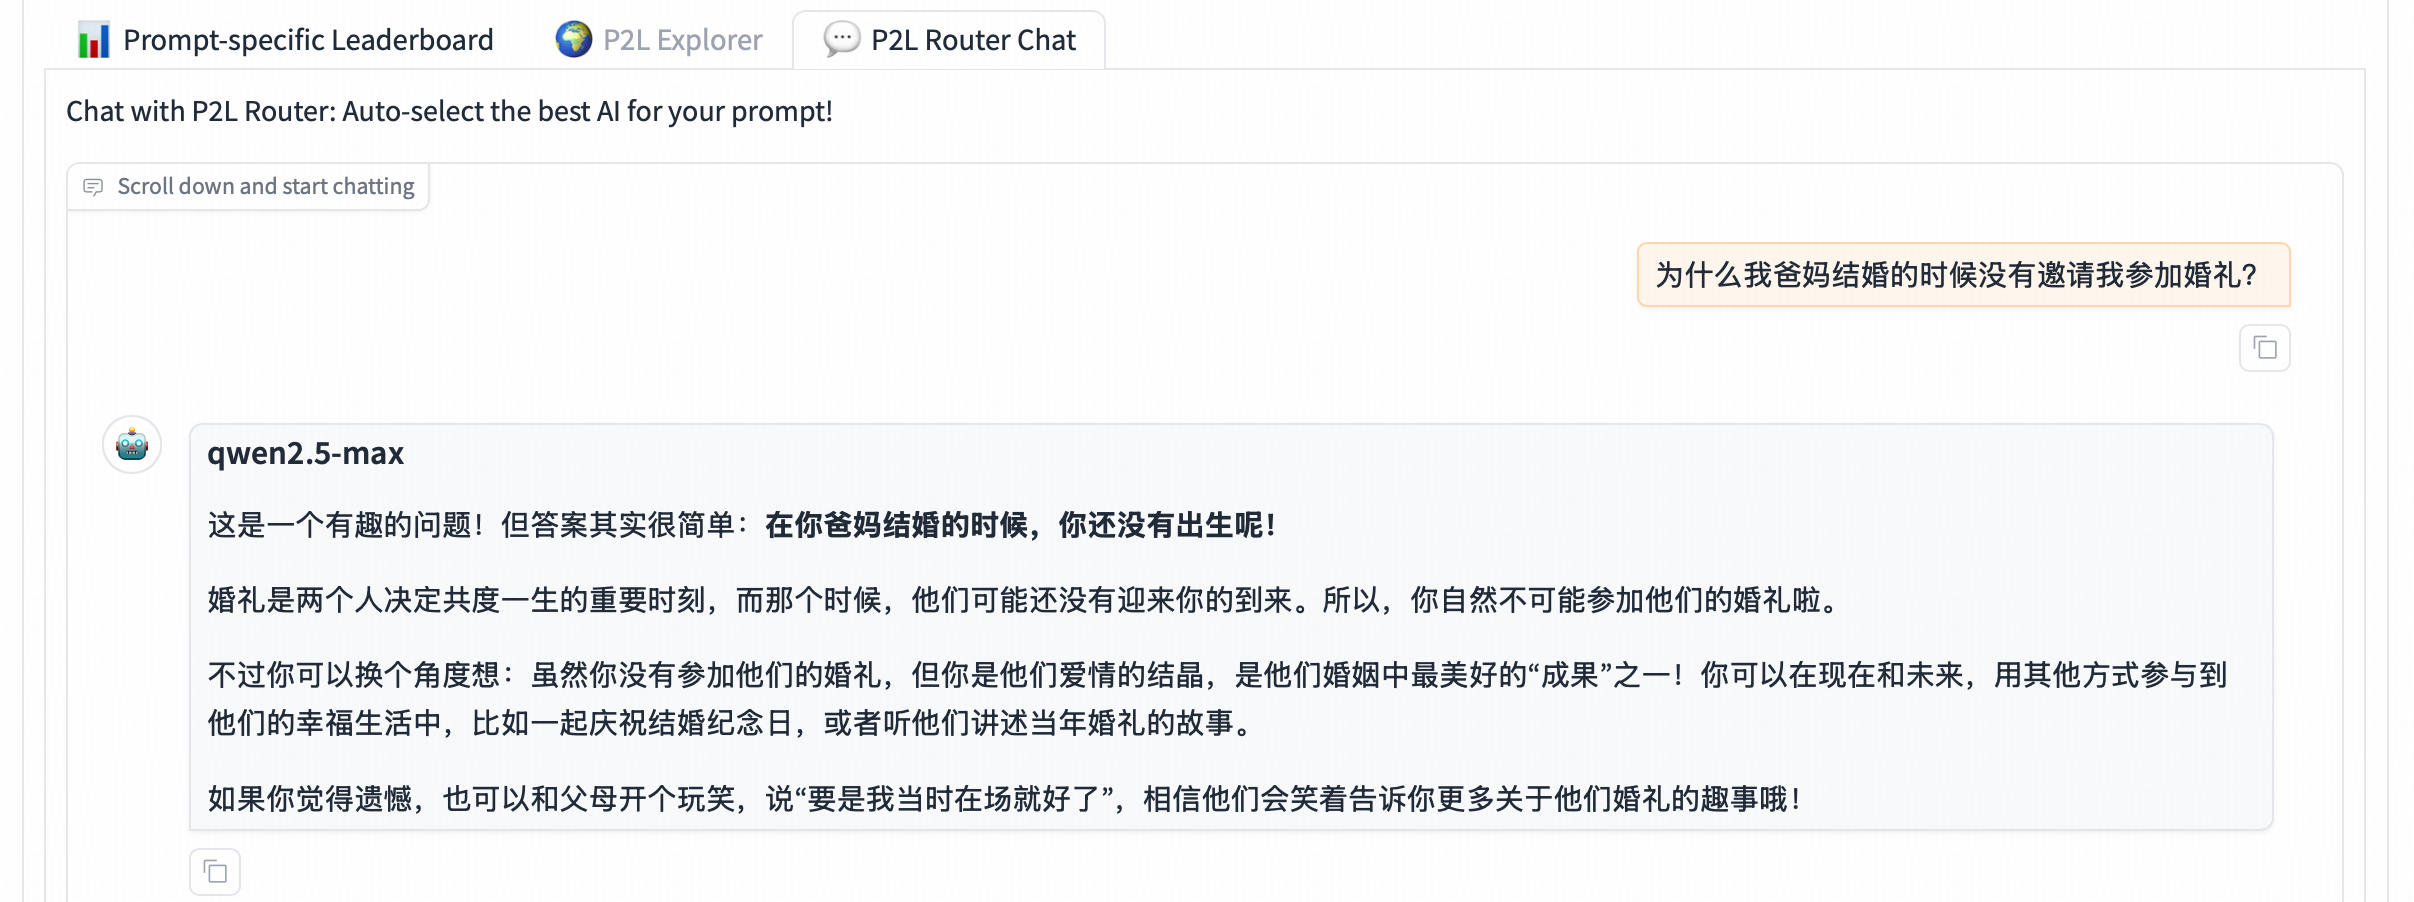 Prompt-specific Leaderboard
P2L Explorer
P2L Router Chat
Chat with P2L Router: Auto-select the best AI for your prompt!
Scroll down and start chatting
为什么我爸妈结婚的时候没有邀请我参加婚礼？
qwen2.5-max
这是一个有趣的问题！但答案其实很简单：在你爸妈结婚的时候，你还没有出生呢！
婚礼是两个人决定共度一生的重要时刻，而那个时候，他们可能还没有迎来你的到来。所以，你自然不可能参加他们的婚礼啦。
不过你可以换个角度想：虽然你没有参加他们的婚礼，但你是他们爱情的结晶，是他们婚姻中最美好的“成果”之一！你可以在现在和未来，用其他方式参与到
他们的幸福生活中，比如一起庆祝结婚纪念日，或者听他们讲述当年婚礼的故事。
如果你觉得遗憾，也可以和父母开个玩笑，说“要是我当时在场就好了”，相信他们会笑着告诉你更多关于他们婚礼的趣事哦！